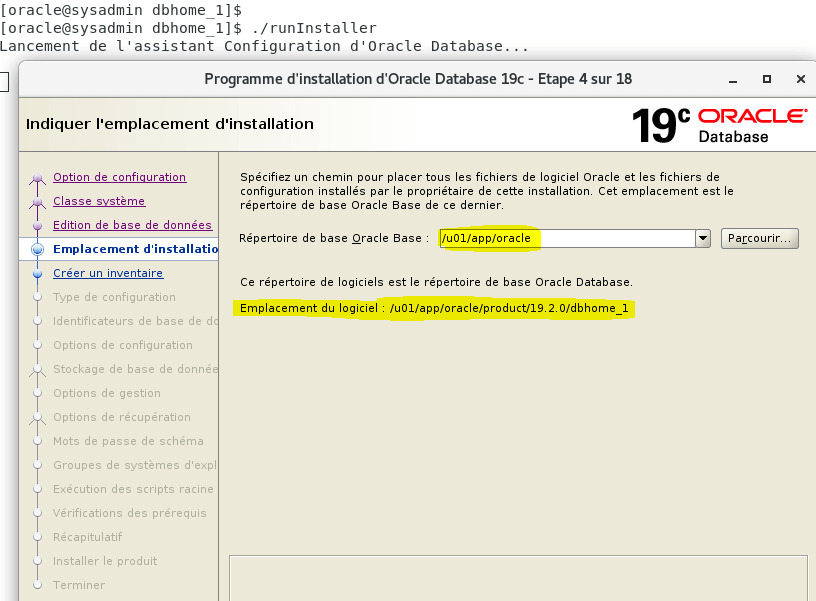 [oracle@sysadmin dbhome_1]$
[oracle@sysadmin dbhome_1]$ ./runInstaller
Lancement de l'assistant Configuration d'Oracle Database...
Programme d'installation d'Oracle Database 19c - Etape 4 sur 18
Indiquer l'emplacement d'installation
19c ORACLE
Database
Option de configuration
Classe système
Edition de base de données
Emplacement d'installatio
Créer un inventaire
Type de configuration
Identificateurs de base de do
Options de configuration
Stockage de base de donnée
Options de gestion
Options de récupération
Mots de passe de schéma
Groupes de systèmes d'expl
Exécution des scripts racine
Vérifications des prérequis
Récapitulatif
Installer le produit
Terminer
Spécifiez un chemin pour placer tous les fichiers de logiciel Oracle et les fichiers de
configuration installés par le propriétaire de cette installation. Cet emplacement est le
répertoire de base Oracle Base de ce dernier.
Répertoire de base Oracle Base : /u01/app/oracle Parcourir...
Ce répertoire de logiciels est le répertoire de base Oracle Database.
Emplacement du logiciel : /u01/app/oracle/product/19.2.0/dbhome_1